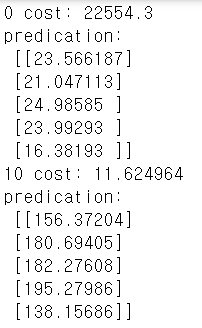 0 cost: 22554.3
predication:
[[23.566187]
[21.047113]
[24.98585 ]
[23.99293 ]
[16.38193 ]]
10 cost: 11.624964
predication:
[[156.37204]
[180.69405]
[182.27608]
[195.27986]
[138.15686]]